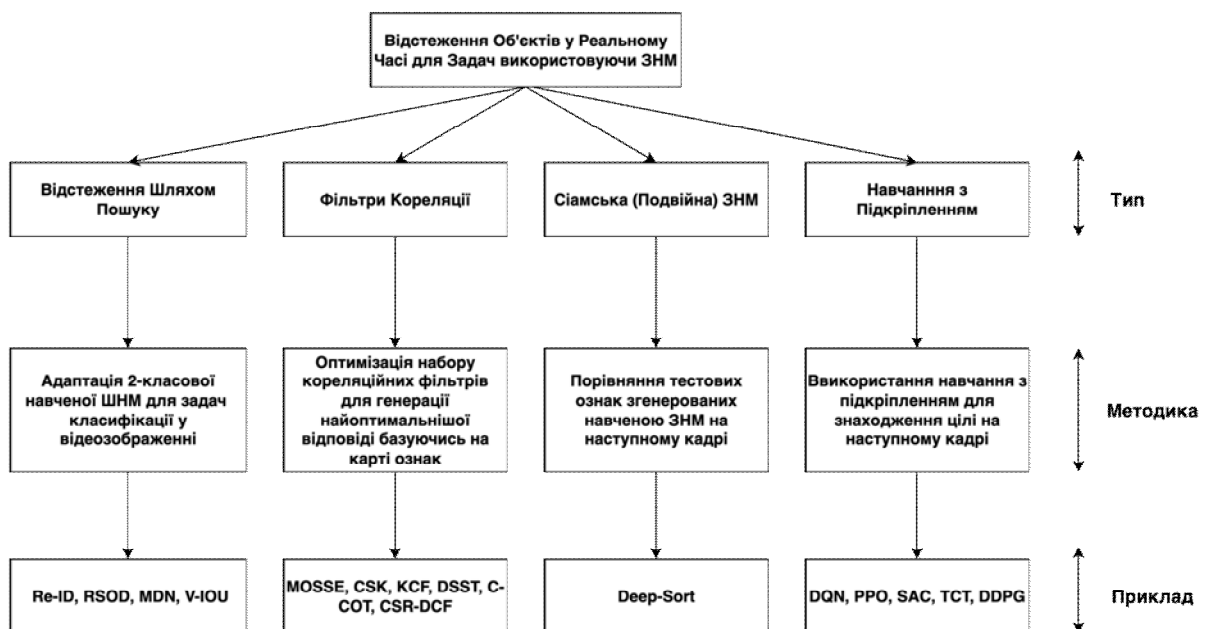 Відстеження Об'єктів у Реальному
Часі для Задач використовуючи ЗНМ
Відстеження Шляхом
Пошуку
Фільтри Кореляції
Сіамська (Подвійна) ЗНМ
Навчанння з
Підкріпленням
Тип
Адаптація 2-класової
навченої ШНМ для задач
класифікації у
відеозображенні
Оптимізація набору
кореляційних фільтрів
для генерації
найоптимальнішої
відповіді базуючись на
карті ознак
Порівняння тестових
ознак згенерованих
навченою ЗНМ на
наступному кадрі
Ввикористання навчання з
підкріпленням для
знаходження цілі на
наступному кадрі
Методика
Re-ID, RSOD, MDN, V-IOU
MOSSE, CSK, KCF, DSST, C-
COT, CSR-DCF
Deep-Sort
DQN, PPO, SAC, TCT, DDPG
Приклад